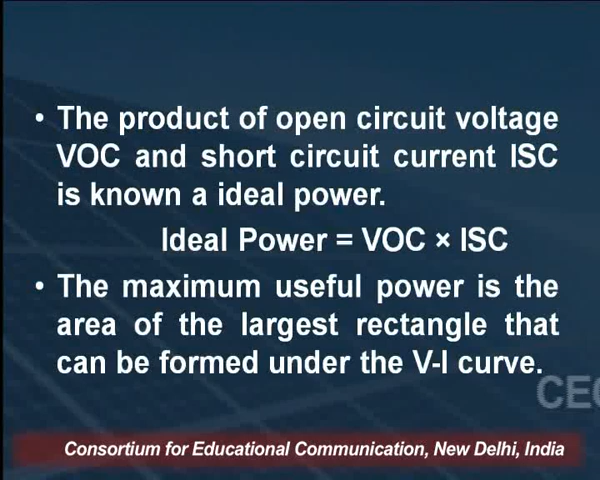 • The product of open circuit voltage
VOC and short circuit current ISC
is known a ideal power.
Ideal Power = VOC × ISC
• The maximum useful power is the
area of the largest rectangle that
can be formed under the V-I curve.
CEC
Consortium for Educational Communication, New Delhi, India